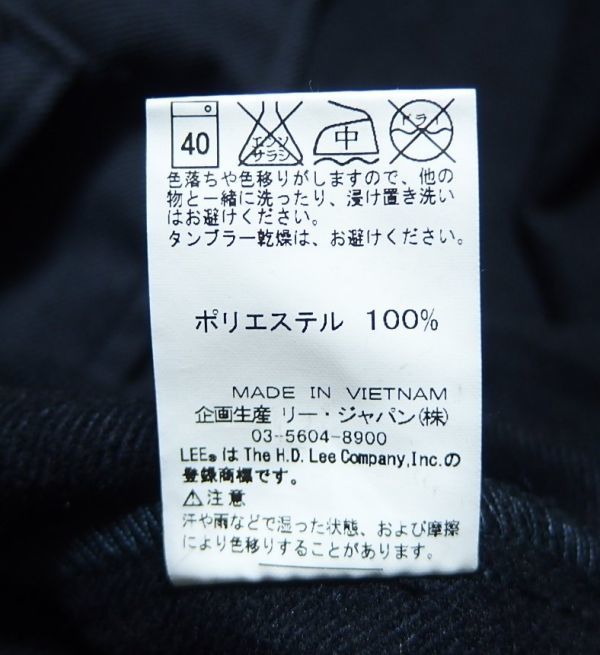 40 エンソサラシ 中 ドライ
色落ちや色移りがしますので、他の
物と一緒に洗ったり、浸け置き洗い
はお避けください。
タンブラー乾燥は、お避けください。
ポリエステル 100%
MADE IN VIETNAM
企画生産 リー・ジャパン(株)
03-5604-8900
LEE®は The H.D. Lee Company,Inc.の
登録商標です。
⚠注意
汗や雨などで湿った状態、および摩擦
により色移りすることがあります。